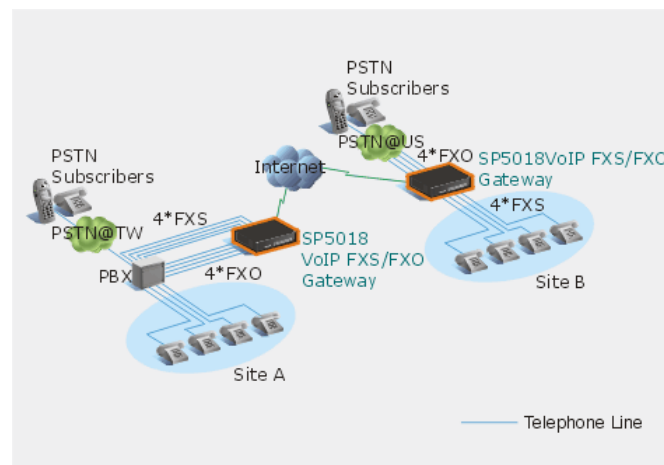 PSTN
Subscribers
PSTN@US
4*FXO
SP5018VoIP FXS/FXO
Gateway
Internet
4*FXS
Site B
PSTN
Subscribers
PSTN@TW
4*FXS
SP5018
VoIP FXS/FXO
Gateway
PBX
4*FXO
Site A
Telephone Line